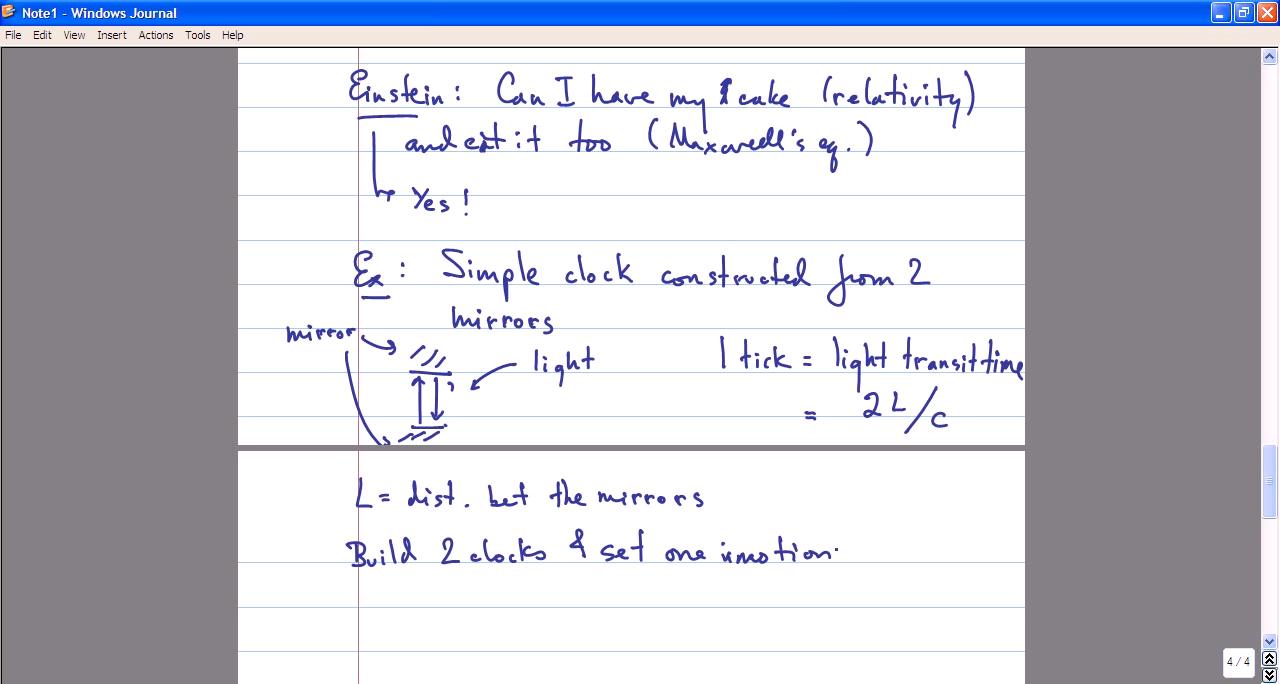 Note1 - Windows Journal
File Edit View Insert Actions Tools Help
Einstein: Can I have my cake (relativity)
and eat it too (Maxwell's eq.)
Yes!
Ex: Simple clock constructed from 2
mirrors
mirror
light
1 tick = light transit time
= 2L/c
L = dist. bet the mirrors
Build 2 clocks & set one in motion.
4 / 4